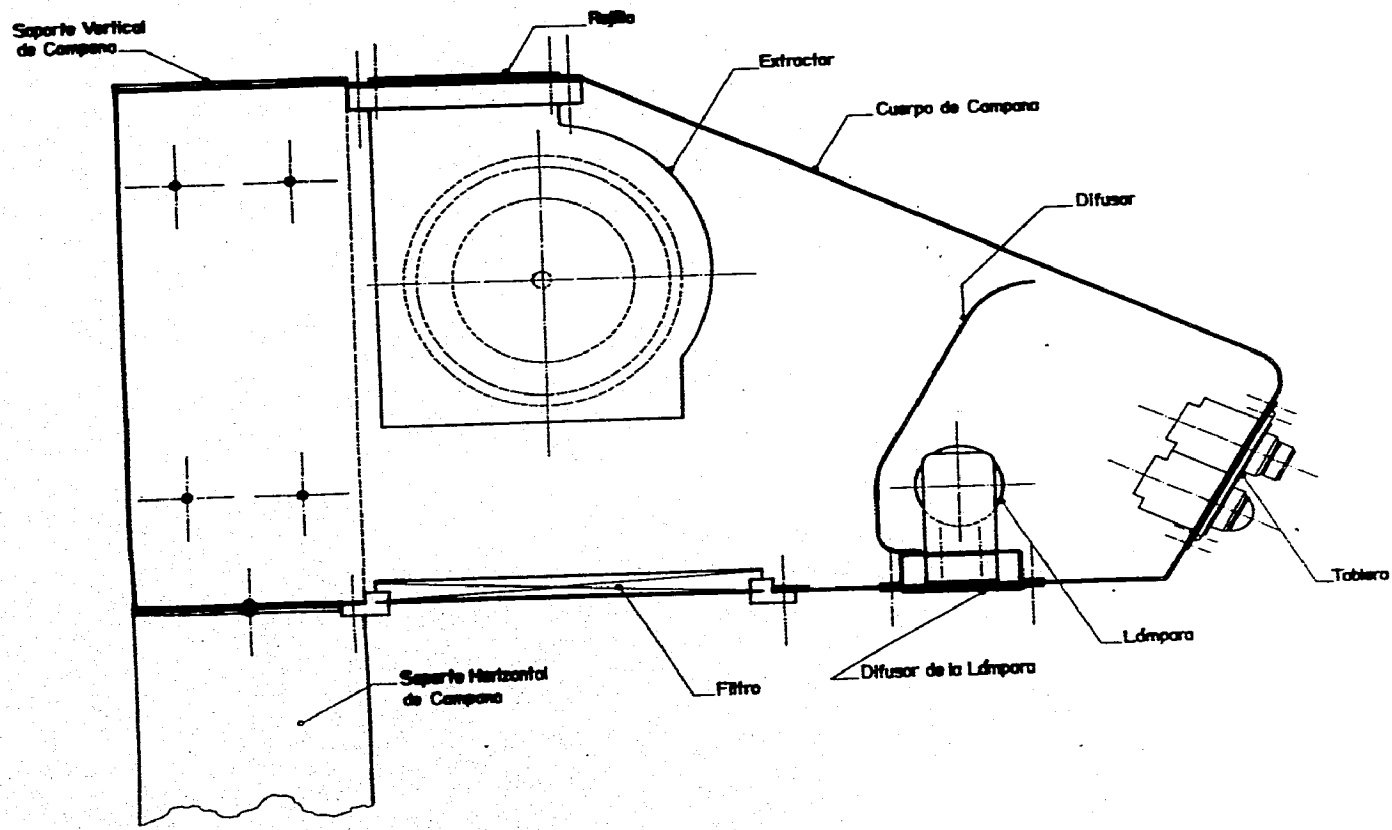 Soporte Vertical
de Campana
Rejilla
Extractor
Cuerpo de Campana
Difusor
Tablero
Lámpara
Difusor de la Lámpara
Filtro
Soporte Horizontal
de Campana